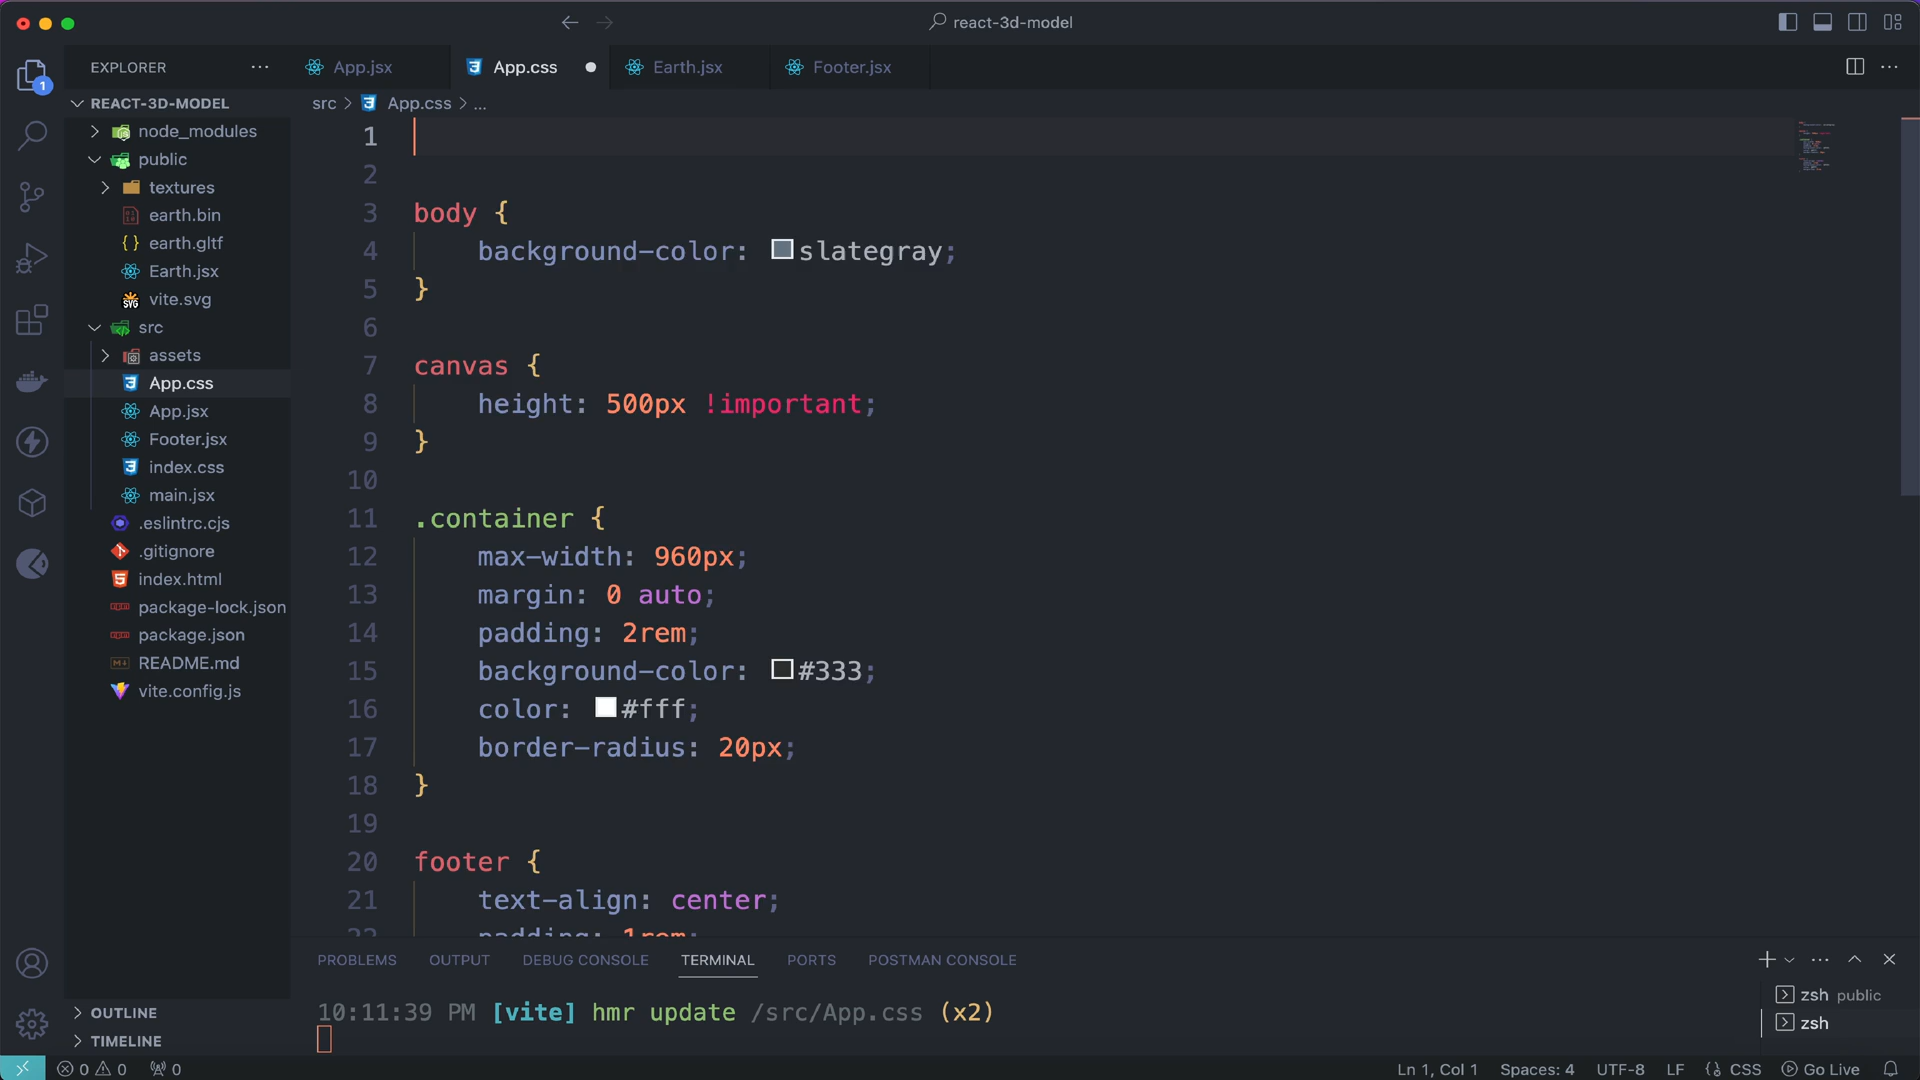 react-3d-model
EXPLORER
App.jsx
App.css
Earth.jsx
Footer.jsx
1
REACT-3D-MODEL
node_modules
public
textures
earth.bin
earth.gltf
Earth.jsx
vite.svg
src
assets
App.css
App.jsx
Footer.jsx
index.css
main.jsx
.eslintrc.cjs
.gitignore
index.html
package-lock.json
package.json
README.md
vite.config.js
OUTLINE
TIMELINE
src > App.css > ...
1
2
3 body {
4 background-color: slategray;
5 }
6
7 canvas {
8 height: 500px !important;
9 }
10
11 .container {
12 max-width: 960px;
13 margin: 0 auto;
14 padding: 2rem;
15 background-color: #333;
16 color: #fff;
17 border-radius: 20px;
18 }
19
20 footer {
21 text-align: center;
22 padding: 1rem;
PROBLEMS OUTPUT DEBUG CONSOLE TERMINAL PORTS POSTMAN CONSOLE
10:11:39 PM [vite] hmr update /src/App.css (x2)
zsh public
zsh
0 0 0
Ln 1, Col 1 Spaces: 4 UTF-8 LF CSS Go Live